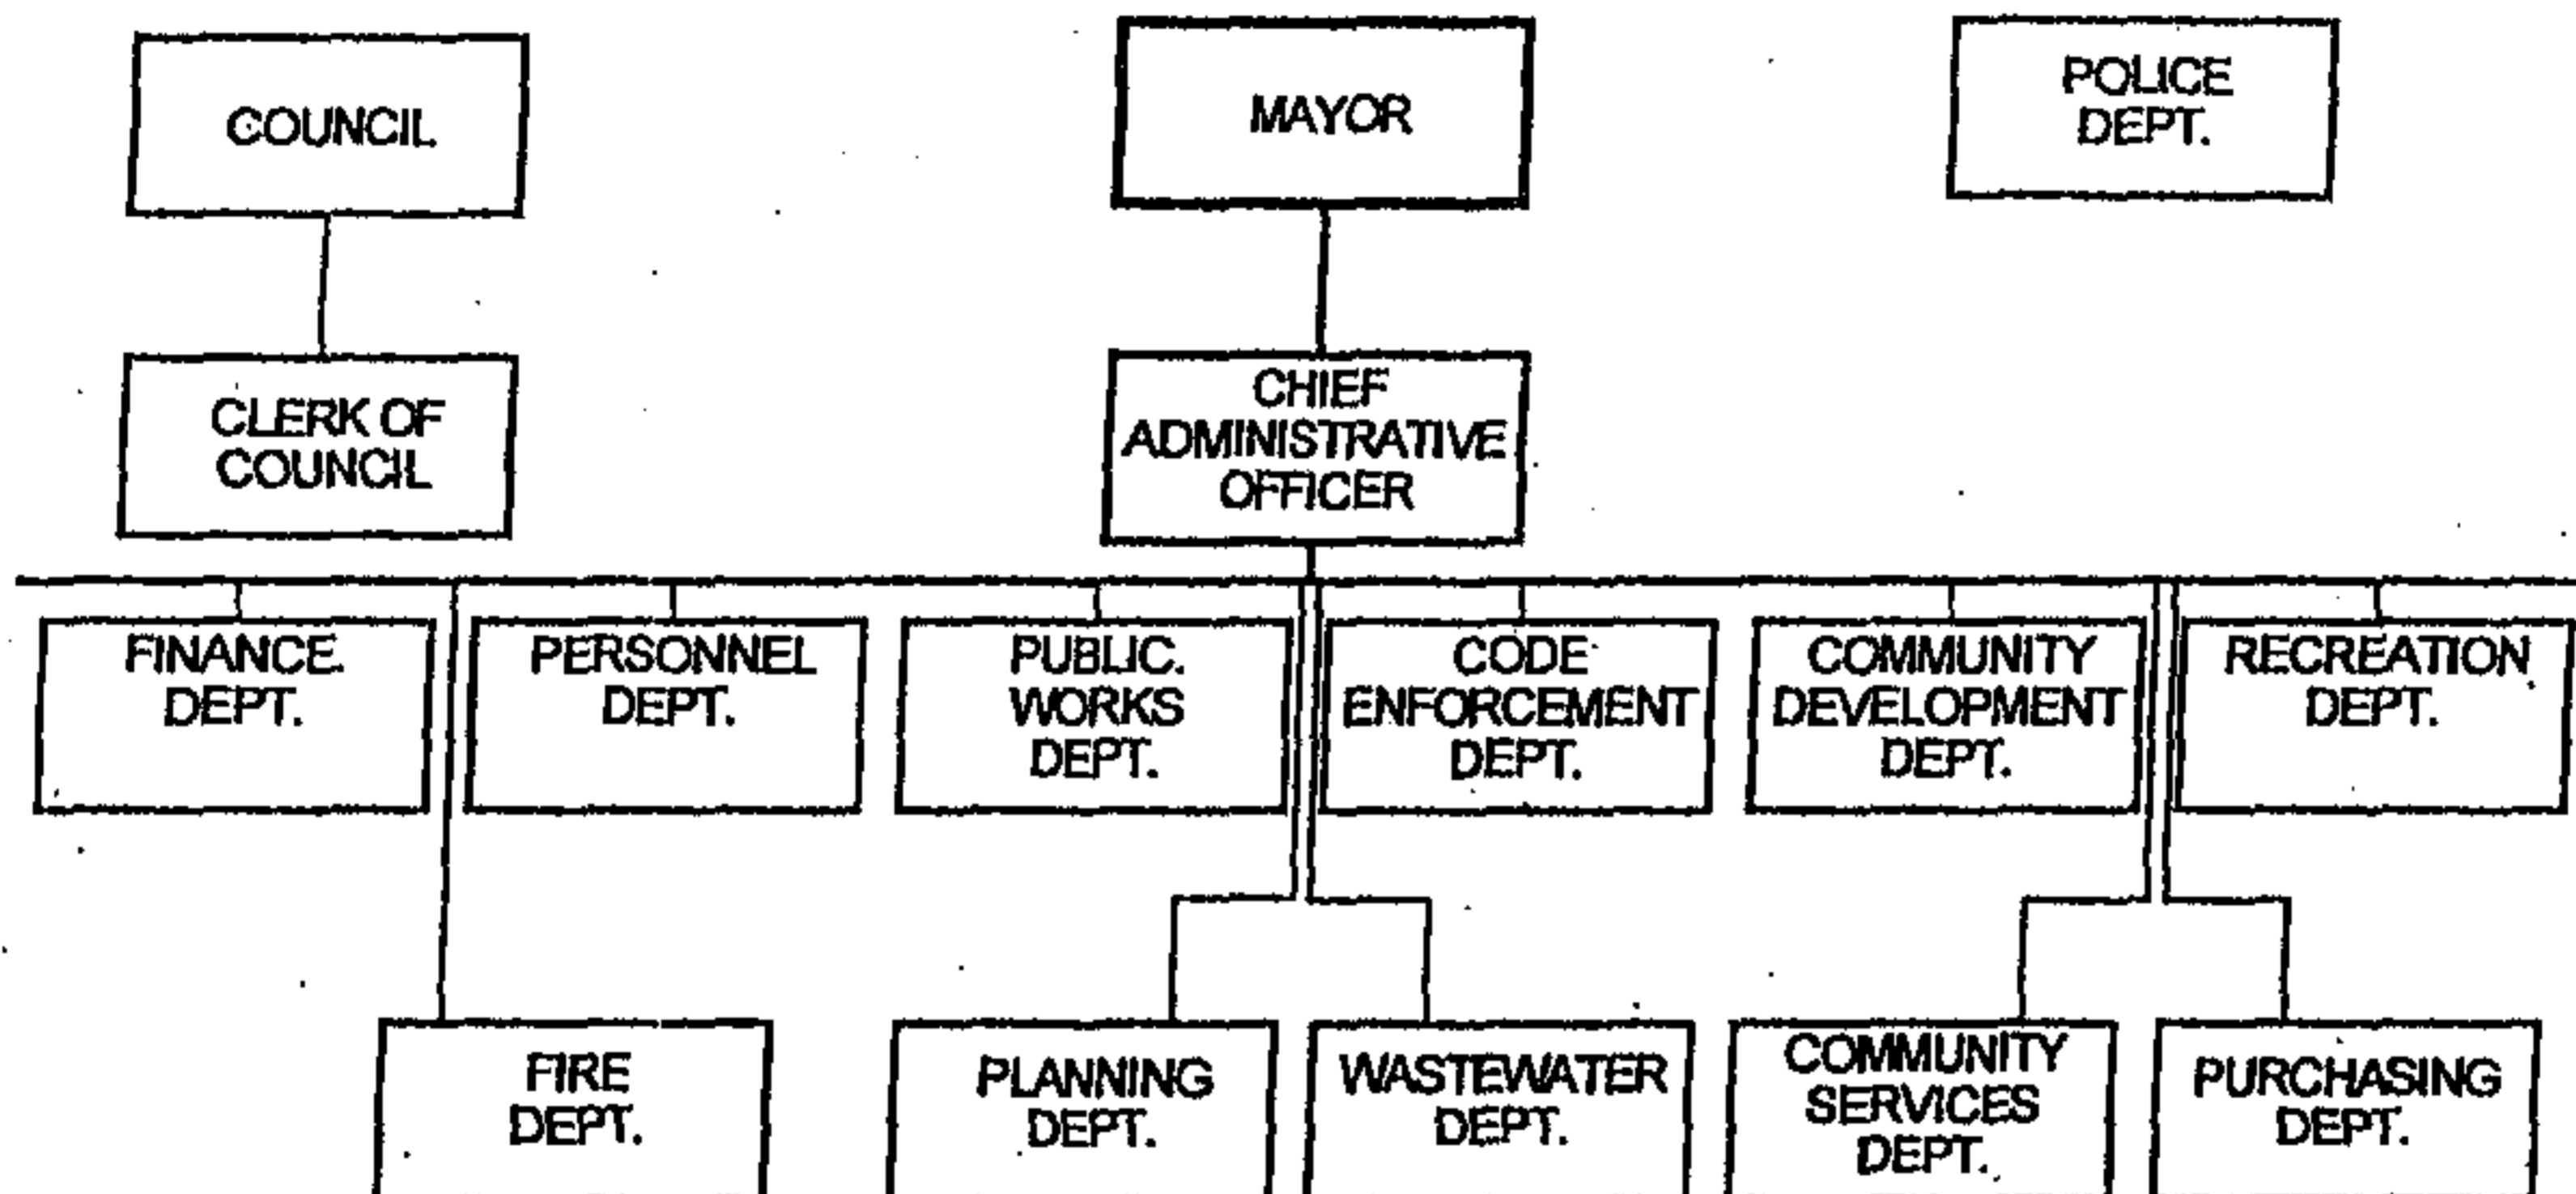 COUNCIL
MAYOR
POLICE
DEPT.
CLERK OF
COUNCIL
CHIEF
ADMINISTRATIVE
OFFICER
FINANCE.
DEPT.
PERSONNEL
DEPT.
PUBLIC.
WORKS
DEPT.
CODE
ENFORCEMENT
DEPT.
COMMUNITY
DEVELOPMENT
DEPT.
RECREATION
DEPT.
FIRE
DEPT.
PLANNING
DEPT.
WASTEWATER
DEPT.
COMMUNITY
SERVICES
DEPT.
PURCHASING
DEPT.